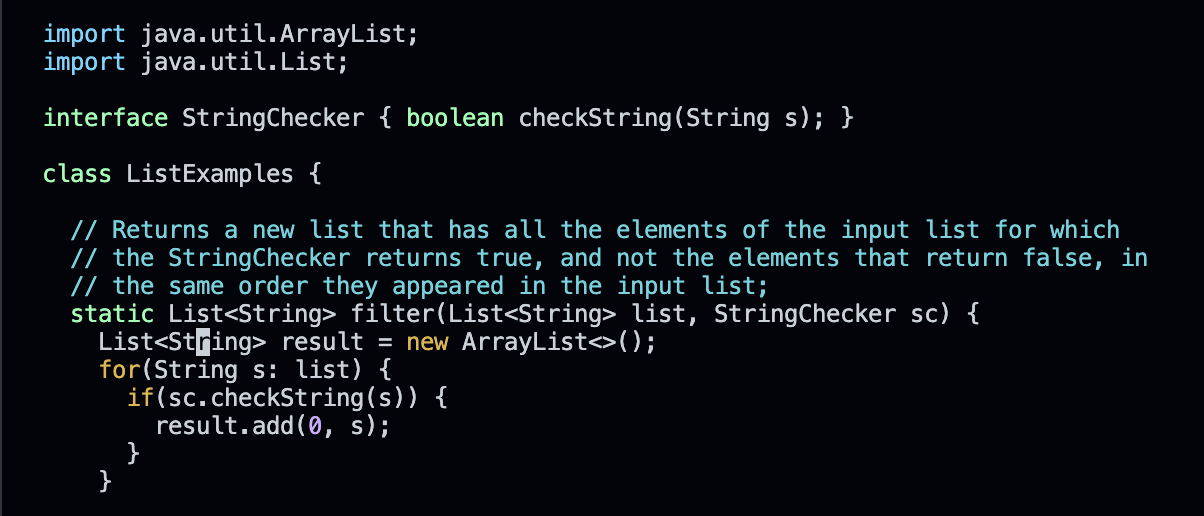 import java.util.ArrayList;
import java.util.List;
interface StringChecker { boolean checkString(String s); }
class ListExamples {
// Returns a new list that has all the elements of the input list for which
// the StringChecker returns true, and not the elements that return false, in
// the same order they appeared in the input list;
static List<String> filter(List<String> list, StringChecker sc) {
List<String> result = new ArrayList<>();
for(String s: list) {
if(sc.checkString(s)) {
result.add(0, s);
}
}